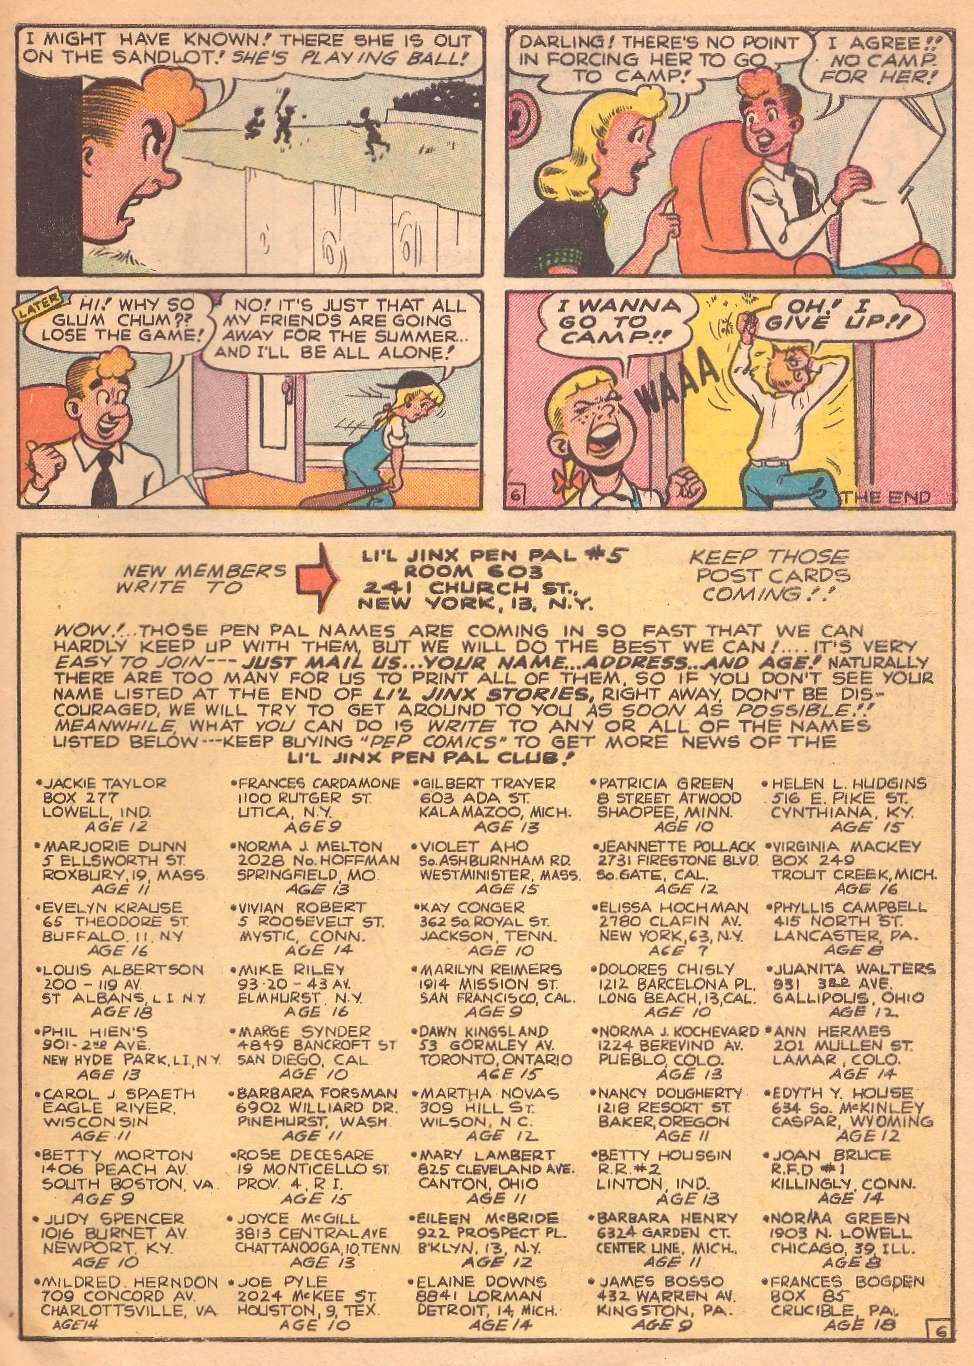 I MIGHT HAVE KNOWN! THERE SHE IS OUT
ON THE SANDLOT! SHE'S PLAYING BALL!
DARLING! THERE'S NO POINT
IN FORCING HER TO GO
TO CAMP!
I AGREE!!
NO CAMP
FOR HER!
LATER
HI! WHY SO
GLUM CHUM??
LOSE THE GAME!
NO! IT'S JUST THAT ALL
MY FRIENDS ARE GOING
AWAY FOR THE SUMMER...
AND I'LL BE ALL ALONE!
I WANNA
GO TO
CAMP!!
WAAA
OH! I
GIVE UP!!
6
THE END
NEW MEMBERS
WRITE TO
LI'L JINX PEN PAL #5
ROOM 603
241 CHURCH ST.,
NEW YORK, 13, N.Y.
KEEP THOSE
POST CARDS
COMING!!
WOW!...THOSE PEN PAL NAMES ARE COMING IN SO FAST THAT WE CAN
HARDLY KEEP UP WITH THEM, BUT WE WILL DO THE BEST WE CAN!....IT'S VERY
EASY TO JOIN--- JUST MAIL US...YOUR NAME...ADDRESS...AND AGE! NATURALLY
THERE ARE TOO MANY FOR US TO PRINT ALL OF THEM, SO IF YOU DON'T SEE YOUR
NAME LISTED AT THE END OF LI'L JINX STORIES, RIGHT AWAY, DON'T BE DIS-
COURAGED, WE WILL TRY TO GET AROUND TO YOU AS SOON AS POSSIBLE!!
MEANWHILE, WHAT YOU CAN DO IS WRITE TO ANY OR ALL OF THE NAMES
LISTED BELOW---KEEP BUYING "PEP COMICS" TO GET MORE NEWS OF THE
LI'L JINX PEN PAL CLUB!
•JACKIE TAYLOR
BOX 277
LOWELL, IND.
AGE 12
•FRANCES CARDAMONE
1100 RUTGER ST.
UTICA, N.Y.
AGE 9
•GILBERT TRAYER
603 ADA ST.
KALAMAZOO, MICH.
AGE 13
•PATRICIA GREEN
8 STREET ATWOOD
SHAOPEE, MINN.
AGE 10
•HELEN L. HUDGINS
516 E. PIKE ST.
CYNTHIANA, KY.
AGE 15
•MARJORIE DUNN
5 ELLSWORTH ST.
ROXBURY, 19, MASS.
AGE 11
•NORMA J. MELTON
2028 NO. HOFFMAN
SPRINGFIELD, MO.
AGE 13
•VIOLET AHO
SO. ASHBURNHAM RD.
WESTMINISTER, MASS.
AGE 15
•JEANNETTE POLLACK
2731 FIRESTONE BLVD.
SO. GATE, CAL.
AGE 12
•VIRGINIA MACKEY
BOX 249
TROUT CREEK, MICH.
AGE 16
•EVELYN KRAUSE
65 THEODORE ST.
BUFFALO, 11, N.Y
AGE 16
•VIVIAN ROBERT
5 ROOSEVELT ST.
MYSTIC, CONN.
AGE 14
•KAY CONGER
362 SO. ROYAL ST.
JACKSON, TENN.
AGE 10
•ELISSA HOCHMAN
2780 CLAFIN AV.
NEW YORK, 63, N.Y.
AGE 7
•PHYLLIS CAMPBELL
415 NORTH ST.
LANCASTER, PA.
AGE 8
•LOUIS ALBERTSON
200 - 119 AV.
ST ALBANS, L.I. N.Y.
AGE 18
•MIKE RILEY
93-20-43 AV.
ELMHURST, N.Y.
AGE 16
•MARILYN REIMERS
1914 MISSION ST.
SAN FRANCISCO, CAL.
AGE 9
•DOLORES CHISLY
1212 BARCELONA PL.
LONG BEACH, 13, CAL.
AGE 10
•JUANITA WALTERS
931 3RD AVE.
GALLIPOLIS, OHIO
AGE 12
•PHIL HIEN'S
901-2ND AVE.
NEW HYDE PARK, L.I., N.Y.
AGE 13
•MARGE SYNDER
4849 BANCROFT ST
SAN DIEGO, CAL
AGE 10
•DAWN KINGSLAND
53 GORMLEY AV.
TORONTO, ONTARIO
AGE 15
•NORMA J. KOCHEVARD
1224 BEREVIND AV.
PUEBLO, COLO.
AGE 13
•ANN HERMES
201 MULLEN ST.
LAMAR, COLO.
AGE 14
•CAROL J. SPAETH
EAGLE RIVER,
WISCONSIN
AGE 11
•BARBARA FORSMAN
6902 WILLIARD DR.
PINEHURST, WASH.
AGE 11
•MARTHA NOVAS
309 HILL ST.
WILSON, N.C.
AGE 12
•NANCY DOUGHERTY
1218 RESORT ST.
BAKER, OREGON
AGE 11
•EDYTH Y. HOUSE
634 SO. MCKINLEY
CASPAR, WYOMING
AGE 12
•BETTY MORTON
1406 PEACH AV.
SOUTH BOSTON, VA.
AGE 9
•ROSE DECESARE
19 MONTICELLO ST.
PROV. 4, R.I.
AGE 15
•MARY LAMBERT
825 CLEVELAND AVE.
CANTON, OHIO
AGE 11
•BETTY HOUSSIN
R.R.#2
LINTON, IND.
AGE 13
•JOAN BRUCE
R.F.D #1
KILLINGLY, CONN.
AGE 14
•JUDY SPENCER
1016 BURNET AV.
NEWPORT, KY.
AGE 10
•JOYCE McGILL
3813 CENTRAL AVE
CHATTANOOGA, 10, TENN.
AGE 13
•EILEEN McBRIDE
922 PROSPECT PL.
B'KLYN, 13, N.Y.
AGE 12
•BARBARA HENRY
6324 GARDEN CT.
CENTER LINE, MICH.
AGE 11
•NORMA GREEN
1903 N. LOWELL
CHICAGO, 39, ILL.
AGE 8
•MILDRED HERNDON
709 CONCORD AV.
CHARLOTTSVILLE, VA
AGE 14
•JOE PYLE
2024 McKEE ST.
HOUSTON, 9, TEX.
AGE 10
•ELAINE DOWNS
8841 LORMAN
DETROIT, 14, MICH.
AGE 14
•JAMES BOSSO
432 WARREN AV.
KINGSTON, PA.
AGE 9
•FRANCES BOGDEN
BOX 85
CRUCIBLE, PA.
AGE 18
6